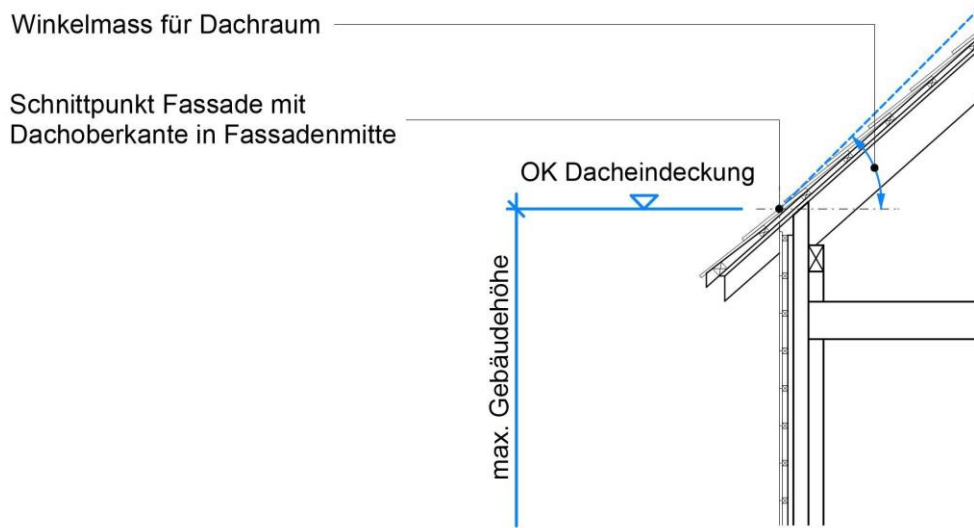 Winkelmass für Dachraum
Schnittpunkt Fassade mit
Dachoberkante in Fassadenmitte
OK Dacheindeckung
max. Gebäudehöhe